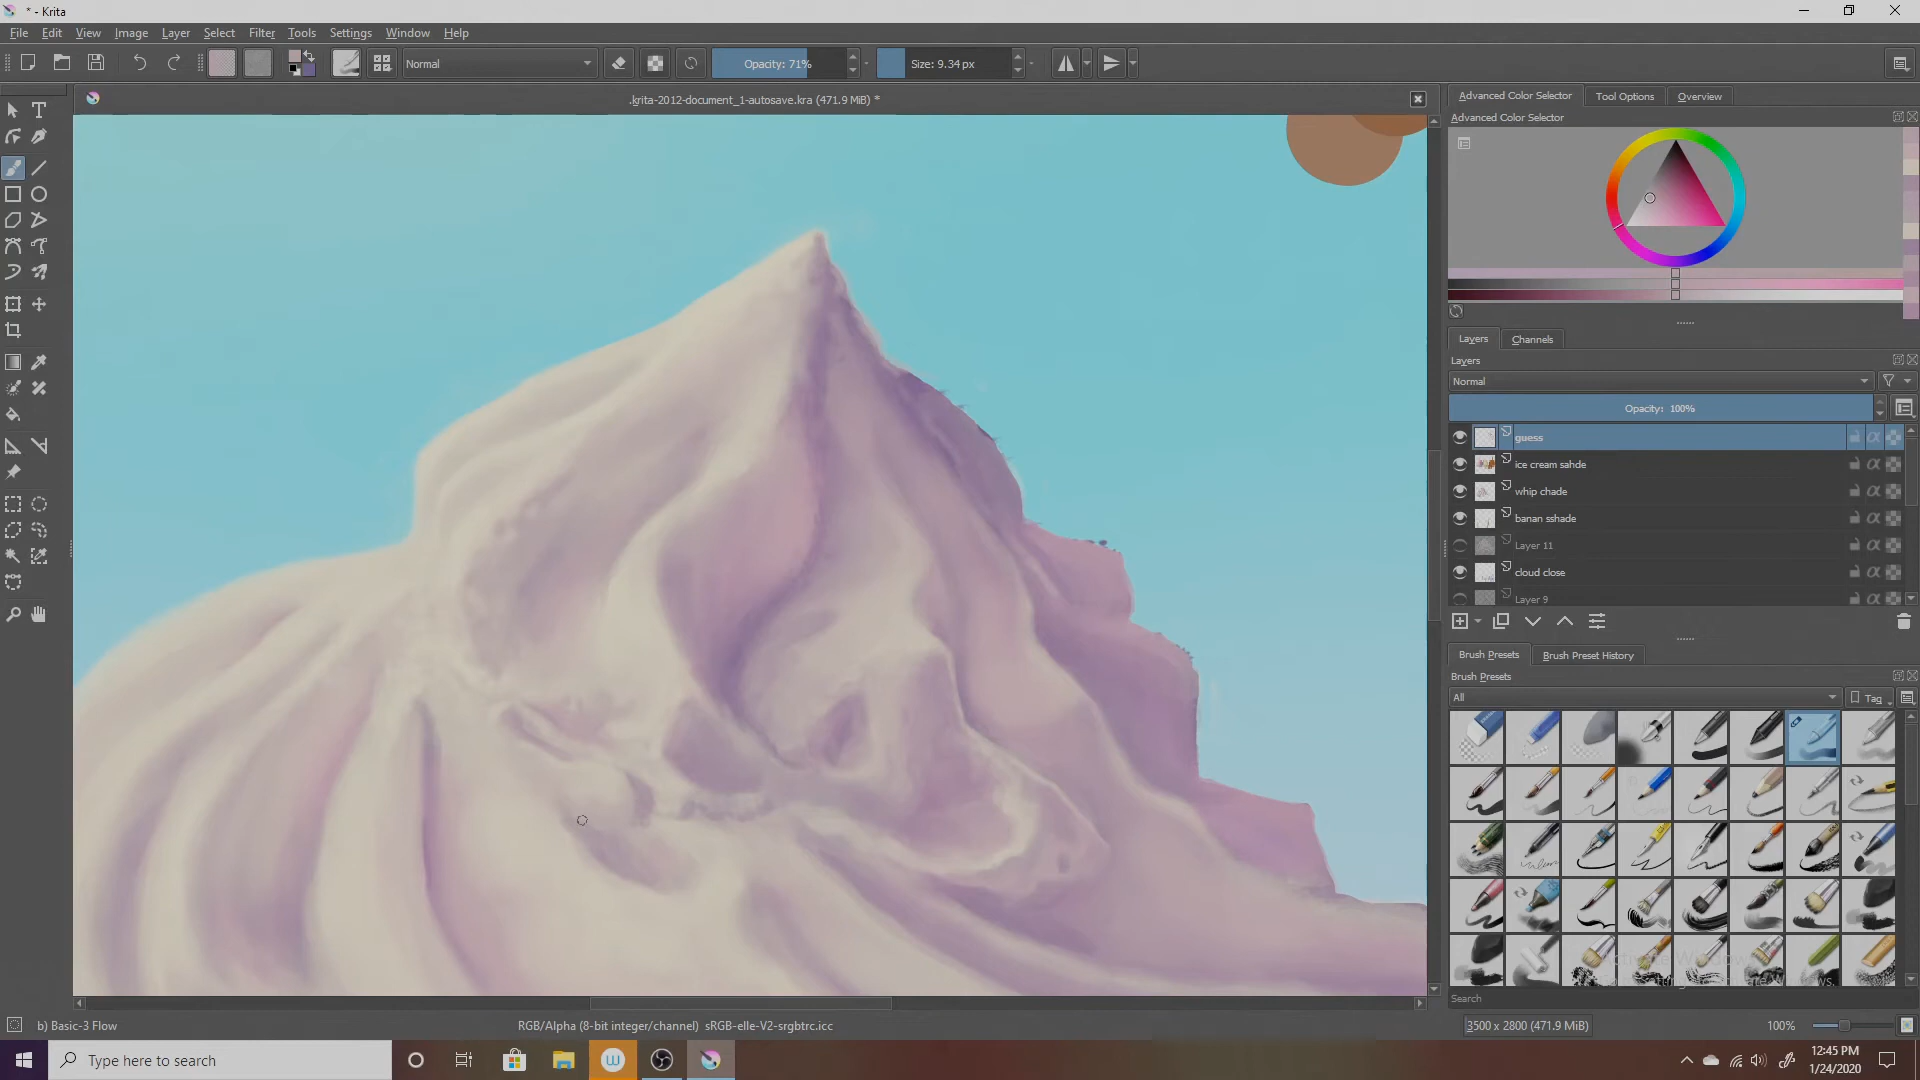 * - Krita
File Edit View Image Layer Select Filter Tools Settings Window Help
Normal Opacity: 71% Size: 9.34 px
.krita-2012-document_1-autosave.kra (471.9 MiB) *
Advanced Color Selector Tool Options Overview
Advanced Color Selector
Layers Channels
Layers
Normal
Opacity: 100%
guess
ice cream sahde
whip chade
banan sshade
Layer 11
cloud close
Layer 9
Brush Presets Brush Preset History
Brush Presets
All Tag
Activate Windows
Search
b) Basic-3 Flow RGB/Alpha (8-bit integer/channel) sRGB-elle-V2-srgbtrc.icc 3500 x 2800 (471.9 MiB) 100%
Type here to search
12:45 PM
1/24/2020